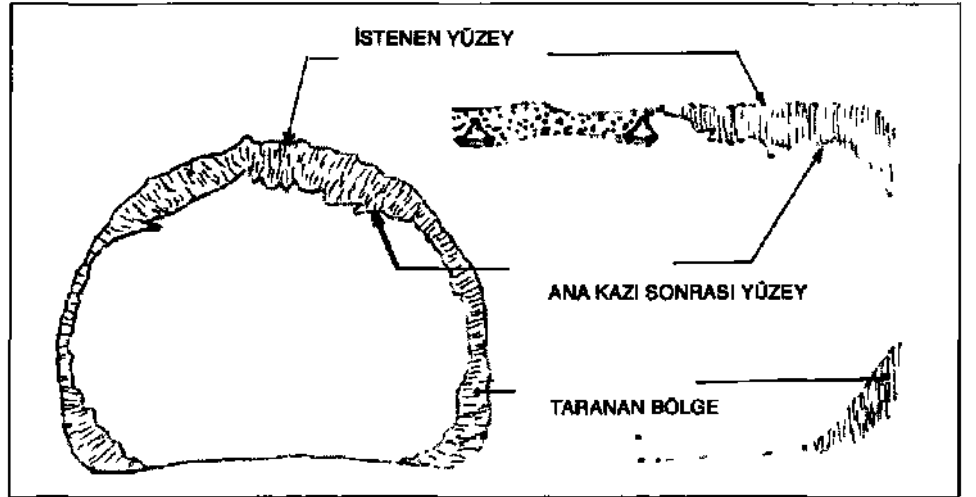 İSTENEN YÜZEY
ANA KAZI SONRASI YÜZEY
TARANAN BÖLGE